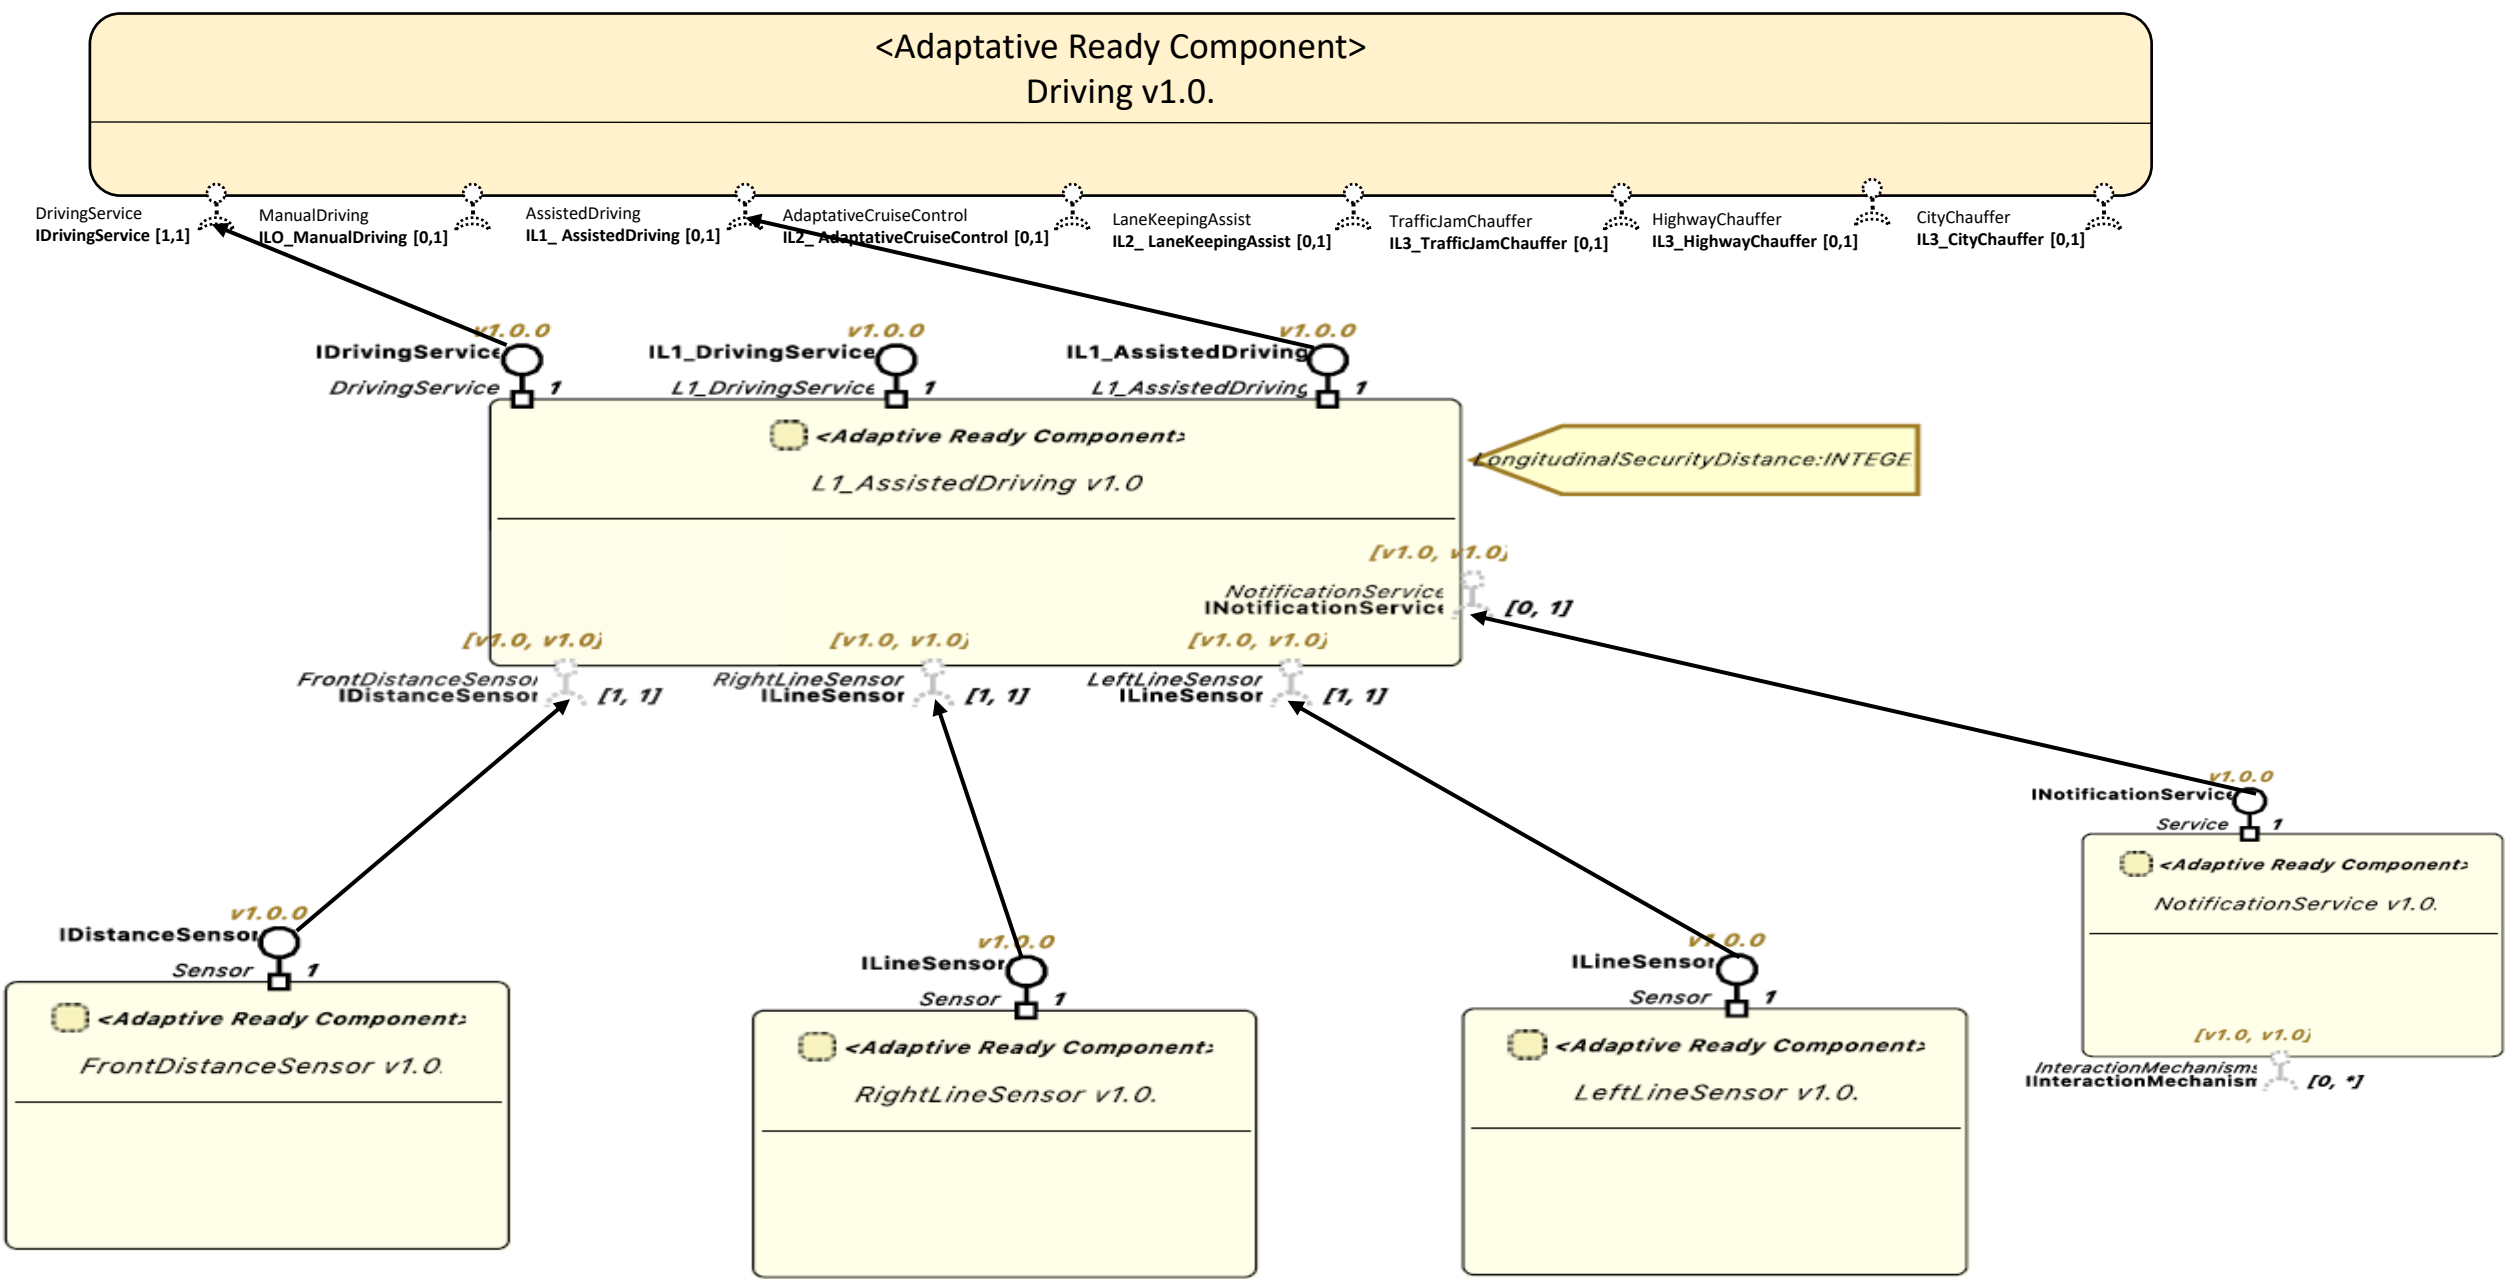 <Adaptative Ready Component>
Driving v1.0.
DrivingService
IDrivingService [1,1]
ManualDriving
ILO_ManualDriving [0,1]
AssistedDriving
IL1_ AssistedDriving [0,1]
AdaptativeCruiseControl
IL2_ AdaptativeCruiseControl [0,1]
LaneKeepingAssist
IL2_ LaneKeepingAssist [0,1]
TrafficJamChauffer
IL3_TrafficJamChauffer [0,1]
HighwayChauffer
IL3_HighwayChauffer [0,1]
CityChauffer
IL3_CityChauffer [0,1]
v1.0.0
IDrivingService
DrivingService 1
v1.0.0
IL1_DrivingService
L1_DrivingService 1
v1.0.0
IL1_AssistedDriving
L1_AssistedDriving 1
<Adaptive Ready Component>
L1_AssistedDriving v1.0
LongitudinalSecurityDistance:INTEGE
[v1.0, v1.0]
NotificationService
INotificationService [0, 1]
[v1.0, v1.0]
FrontDistanceSensor
IDistanceSensor [1, 1]
[v1.0, v1.0]
RightLineSensor
ILineSensor [1, 1]
[v1.0, v1.0]
LeftLineSensor
ILineSensor [1, 1]
v1.0.0
INotificationService
Service 1
<Adaptive Ready Component>
NotificationService v1.0.
[v1.0, v1.0]
InteractionMechanisms
IInteractionMechanism [0, *]
v1.0.0
IDistanceSensor
Sensor 1
<Adaptive Ready Component>
FrontDistanceSensor v1.0.
v1.0.0
ILineSensor
Sensor 1
<Adaptive Ready Component>
RightLineSensor v1.0.
v1.0.0
ILineSensor
Sensor 1
<Adaptive Ready Component>
LeftLineSensor v1.0.